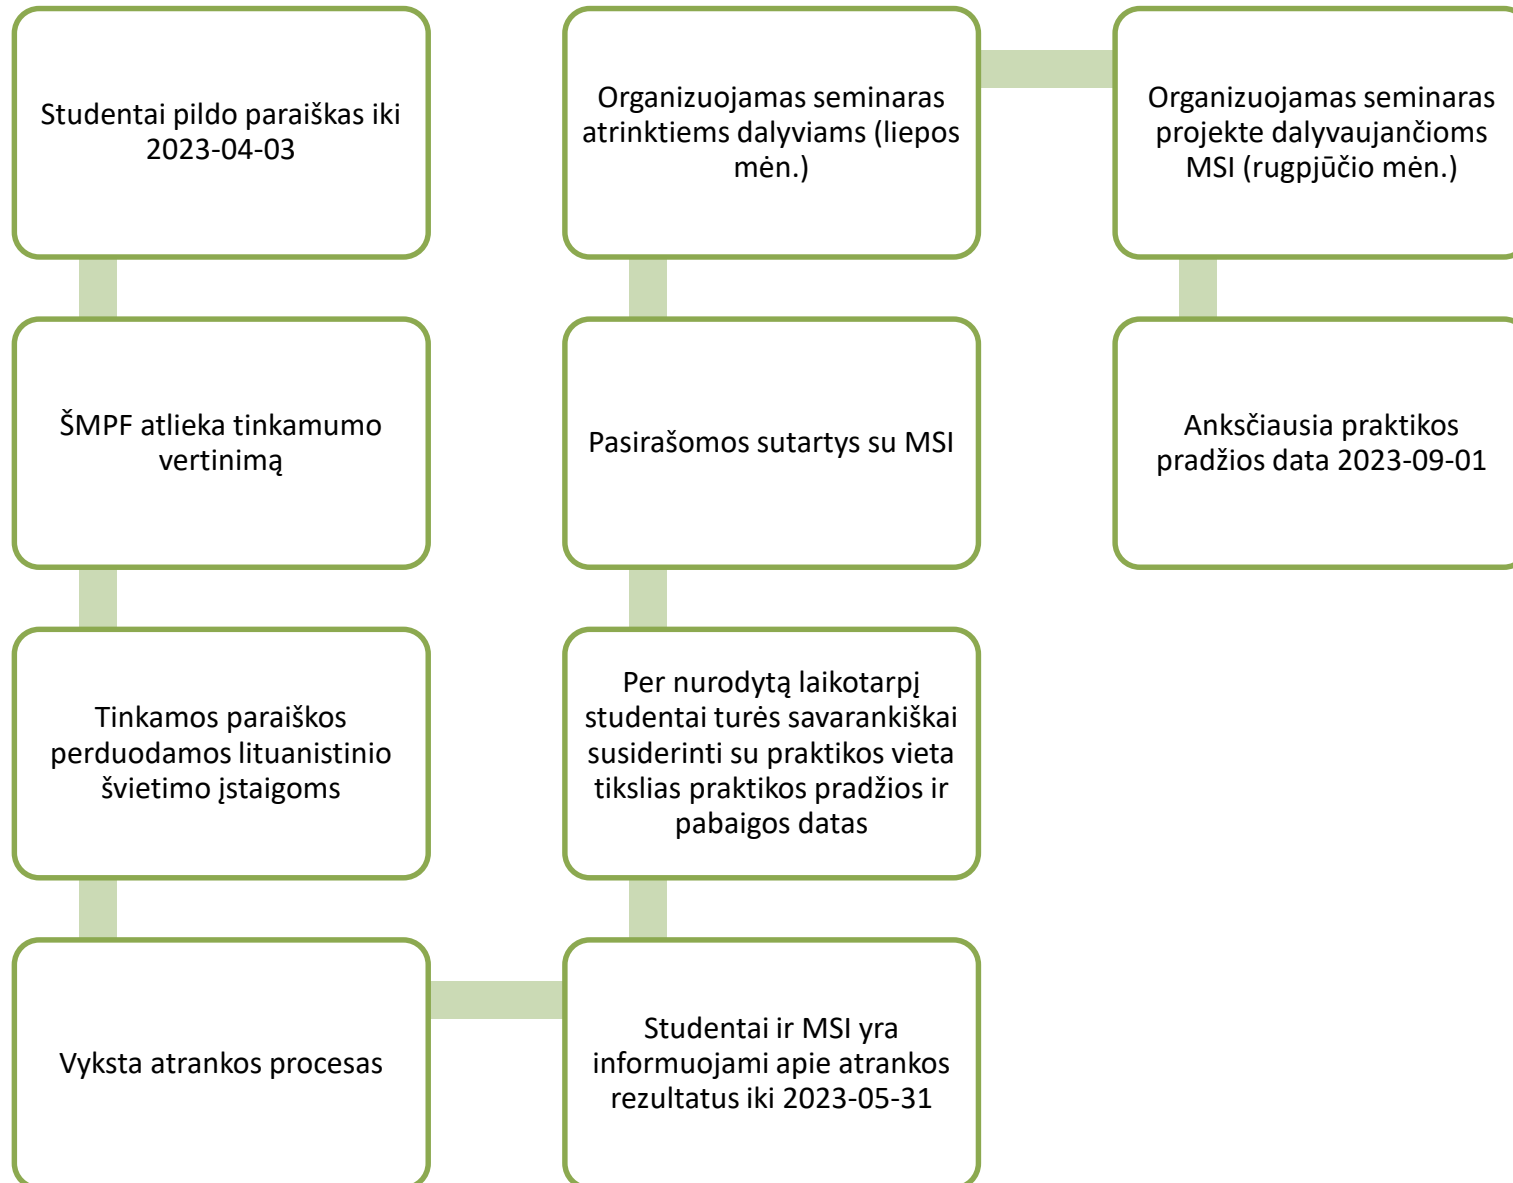 Studentai pildo paraiškas iki
2023-04-03
ŠMPF atlieka tinkamumo
vertinimą
Tinkamos paraiškos
perduodamos lituanistinio
švietimo įstaigoms
Vyksta atrankos procesas
Studentai ir MSI yra
informuojami apie atrankos
rezultatus iki 2023-05-31
Per nurodytą laikotarpį
studentai turės savarankiškai
susiderinti su praktikos vieta
tikslias praktikos pradžios ir
pabaigos datas
Pasirašomos sutartys su MSI
Organizuojamas seminaras
atrinktiems dalyviams (liepos
mėn.)
Organizuojamas seminaras
projekte dalyvaujančioms
MSI (rugpjūčio mėn.)
Anksčiausia praktikos
pradžios data 2023-09-01